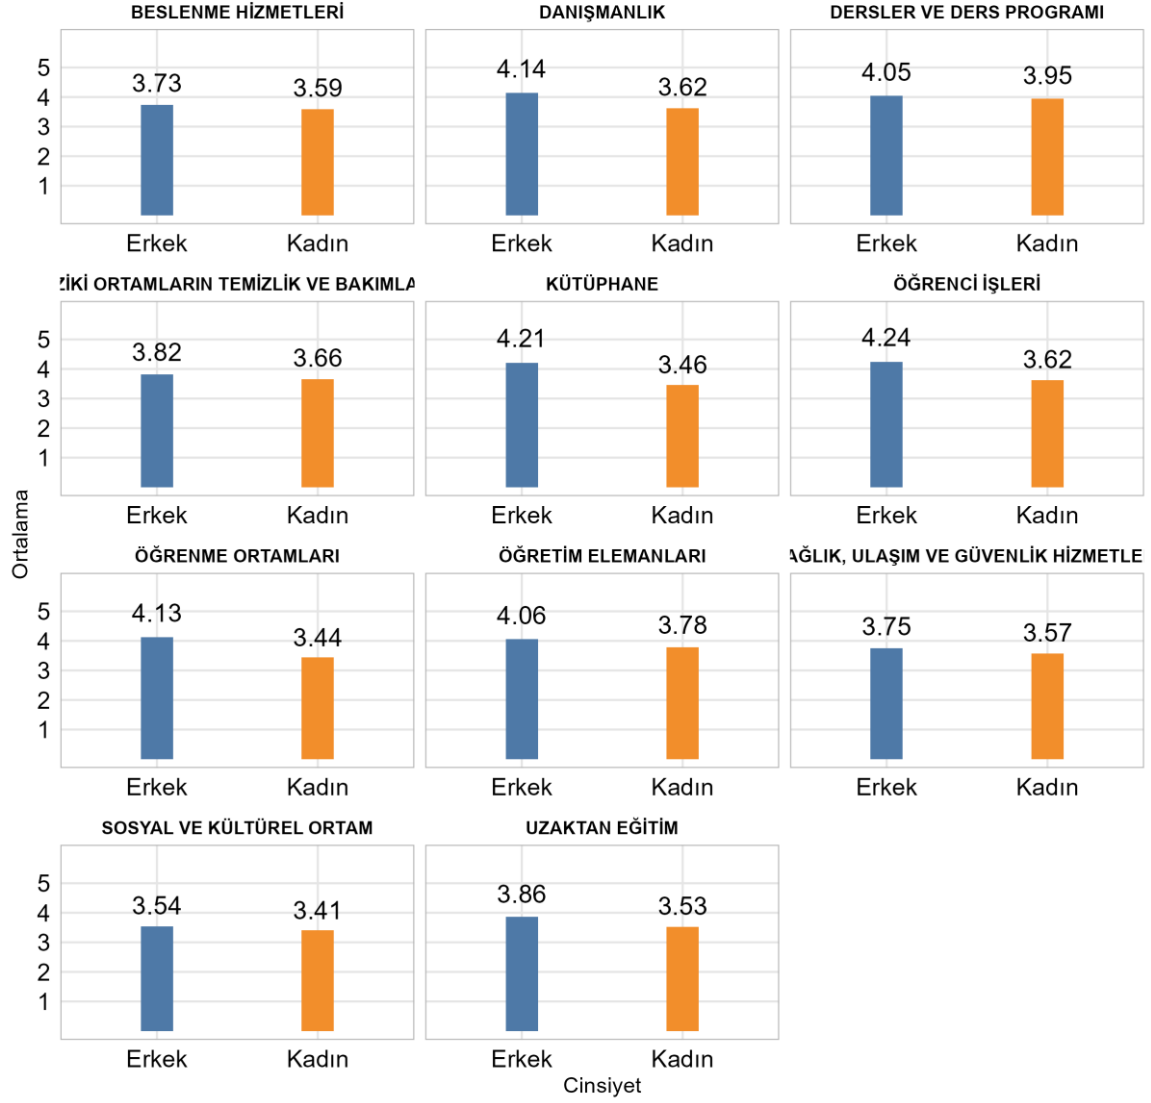 BESLENME HİZMETLERİ
5
4
3
2
1
3.73
3.59
Erkek
Kadın
DANIŞMANLIK
4.14
3.62
Erkek
Kadın
DERSLER VE DERS PROGRAMI
4.05
3.95
Erkek
Kadın
ZİKİ ORTAMLARIN TEMİZLİK VE BAKIMLA
5
4
3
2
1
3.82
3.66
Erkek
Kadın
KÜTÜPHANE
4.21
3.46
Erkek
Kadın
ÖĞRENCİ İŞLERİ
4.24
3.62
Erkek
Kadın
Ortalama
ÖĞRENME ORTAMLARI
5
4
3
2
1
4.13
3.44
Erkek
Kadın
ÖĞRETİM ELEMANLARI
4.06
3.78
Erkek
Kadın
AĞLIK, ULAŞIM VE GÜVENLİK HİZMETLE
3.75
3.57
Erkek
Kadın
SOSYAL VE KÜLTÜREL ORTAM
5
4
3
2
1
3.54
3.41
Erkek
Kadın
UZAKTAN EĞİTİM
3.86
3.53
Erkek
Kadın
Cinsiyet